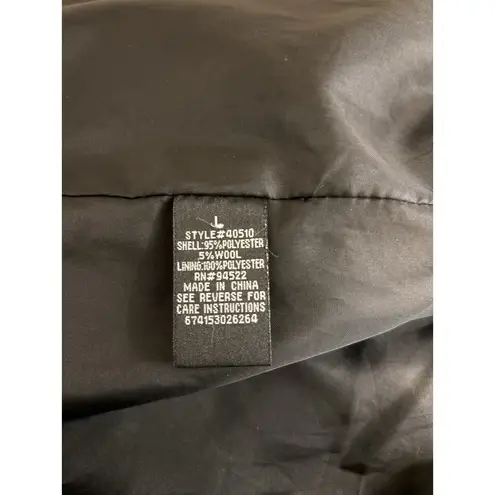 L
STYLE#40510
SHELL:95%POLYESTER
5%WOOL
LINING:100%POLYESTER
RN#94522
MADE IN CHINA
SEE REVERSE FOR
CARE INSTRUCTIONS
674153026264